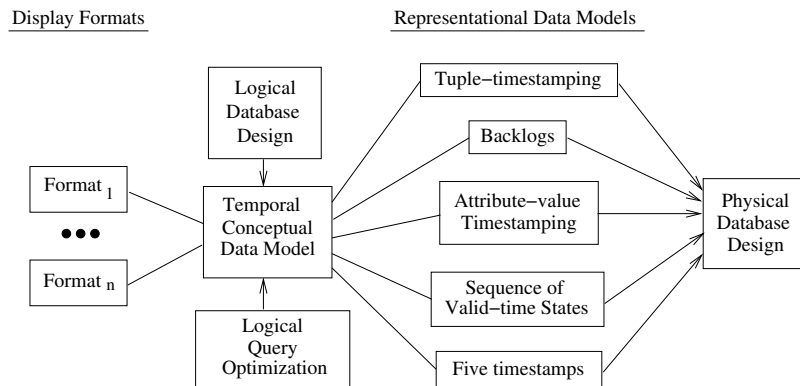 Display Formats
Representational Data Models
Logical
Database
Design
Tuple−timestamping
Backlogs
Format 1
Temporal
Conceptual
Data Model
Attribute−value
Timestamping
Physical
Database
Design
Format n
Sequence of
Valid−time States
Logical
Query
Optimization
Five timestamps